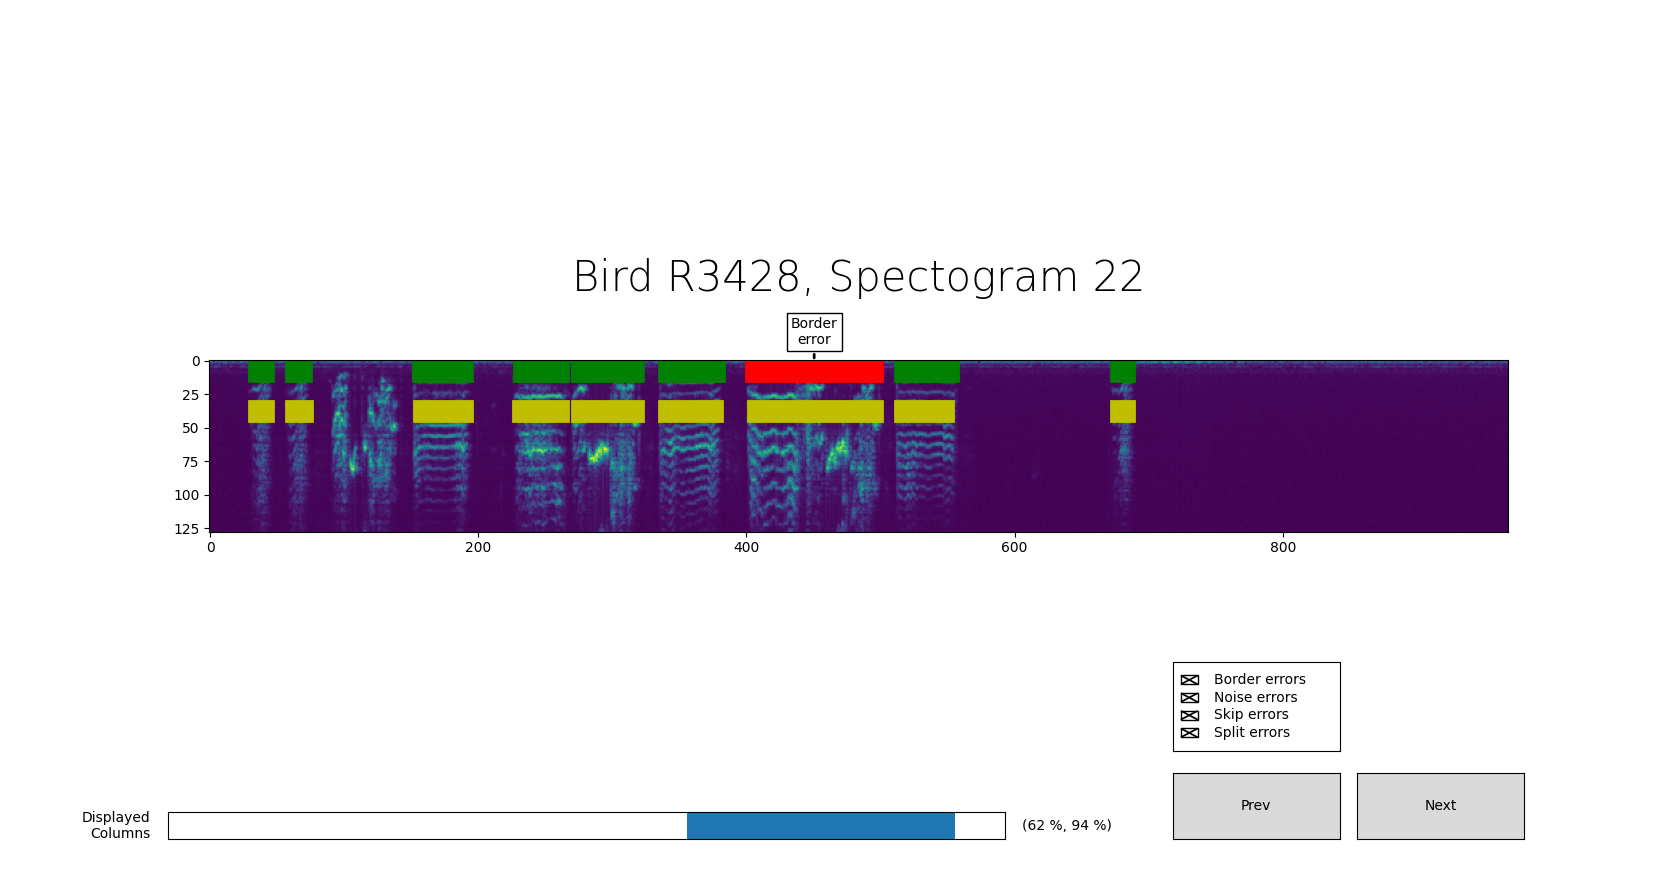 Bird R3428, Spectogram 22
Border
error
0
25
50
75
100
125
0 200 400 600 800
Border errors
Noise errors
Skip errors
Split errors
Displayed
Columns
(62 %, 94 %)
Prev
Next